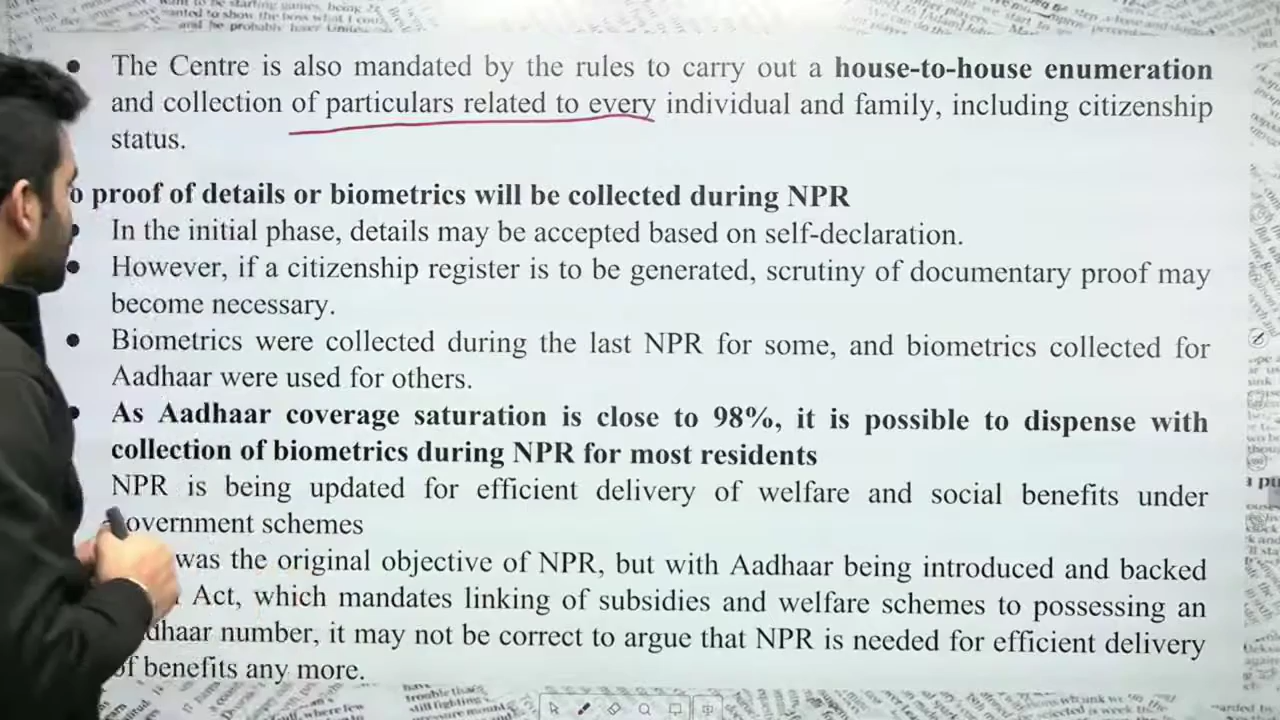 The Centre is also mandated by the rules to carry out a house-to-house enumeration
and collection of particulars related to every individual and family, including citizenship
status.
o proof of details or biometrics will be collected during NPR
In the initial phase, details may be accepted based on self-declaration.
However, if a citizenship register is to be generated, scrutiny of documentary proof may
become necessary.
Biometrics were collected during the last NPR for some, and biometrics collected for
Aadhaar were used for others.
As Aadhaar coverage saturation is close to 98%, it is possible to dispense with
collection of biometrics during NPR for most residents
NPR is being updated for efficient delivery of welfare and social benefits under
overnment schemes
was the original objective of NPR, but with Aadhaar being introduced and backed
Act, which mandates linking of subsidies and welfare schemes to possessing an
dhaar number, it may not be correct to argue that NPR is needed for efficient delivery
of benefits any more.